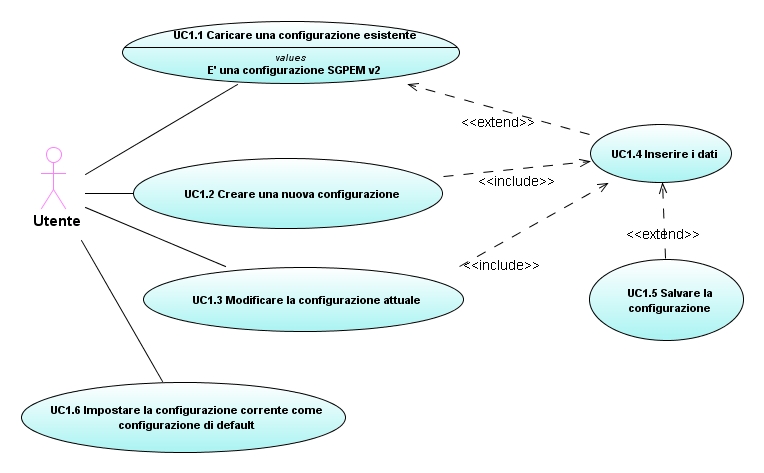 UC1.1 Caricare una configurazione esistente
values
E' una configurazione SGPEM v2
<<extend>>
UC1.4 Inserire i dati
UC1.2 Creare una nuova configurazione
<<include>>
Utente
<<extend>>
<<include>>
UC1.3 Modificare la configurazione attuale
UC1.5 Salvare la
configurazione
UC1.6 Impostare la configurazione corrente come
configurazione di default